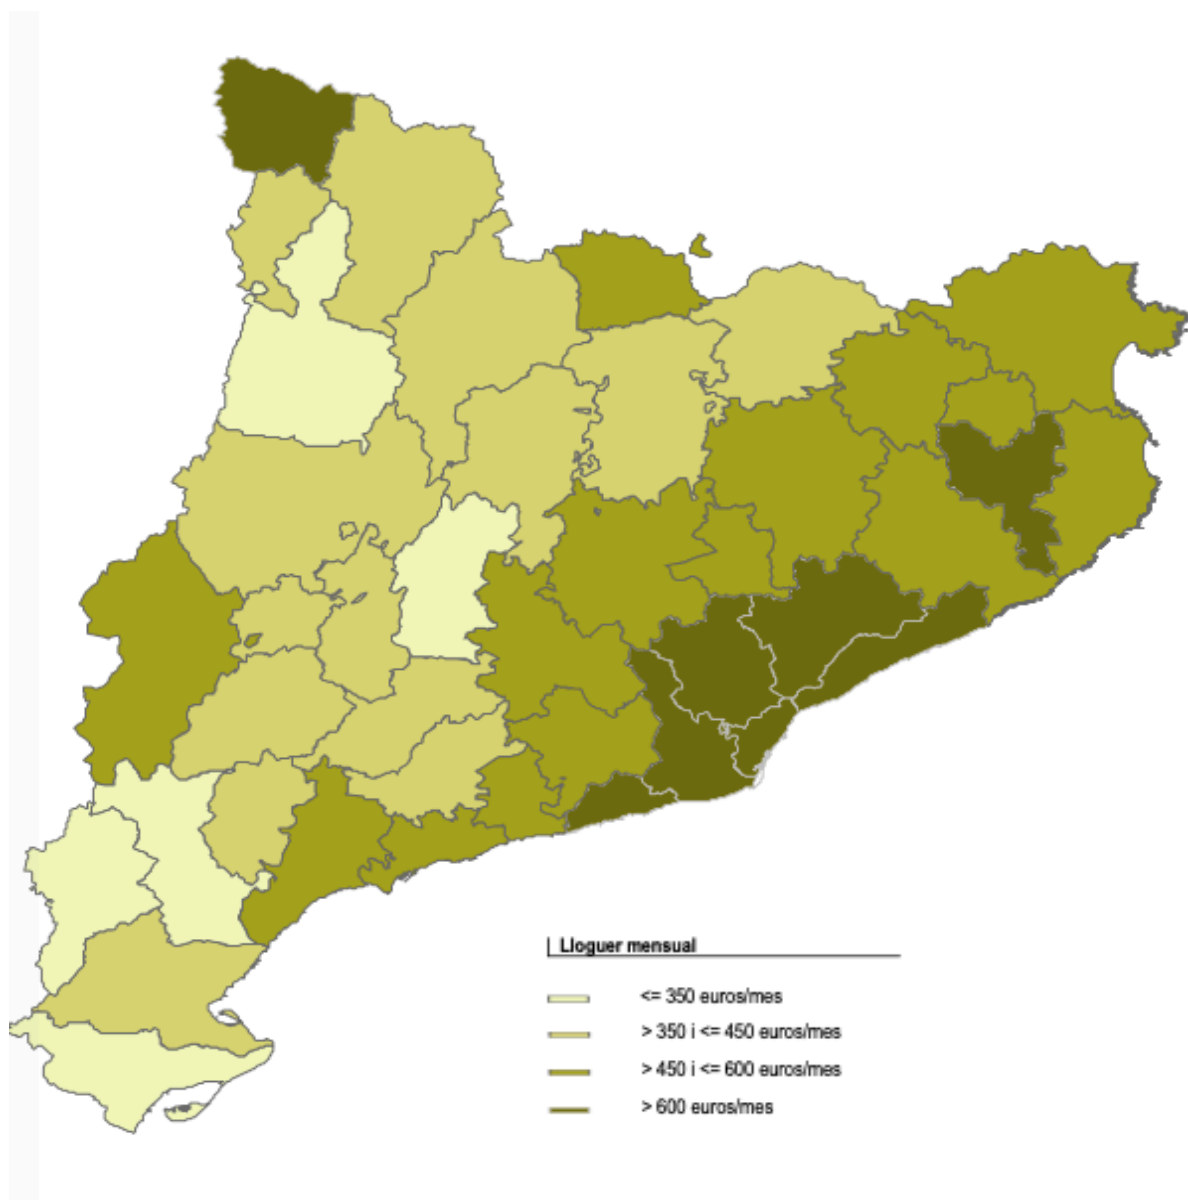 Lloguer mensual
<= 350 euros/mes
> 350 i <= 450 euros/mes
> 450 i <= 600 euros/mes
> 600 euros/mes